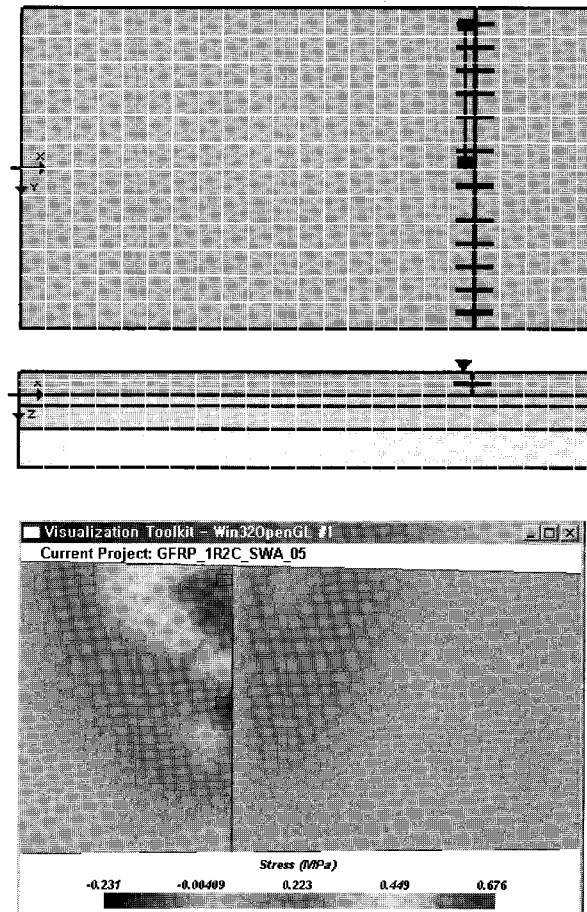 X
Y
x
Z
Visualization Toolkit - Win32OpenGL #1
Current Project: GFRP_1R2C_SWA_05
Stress (MPa)
-0.231 -0.00409 0.223 0.449 0.676